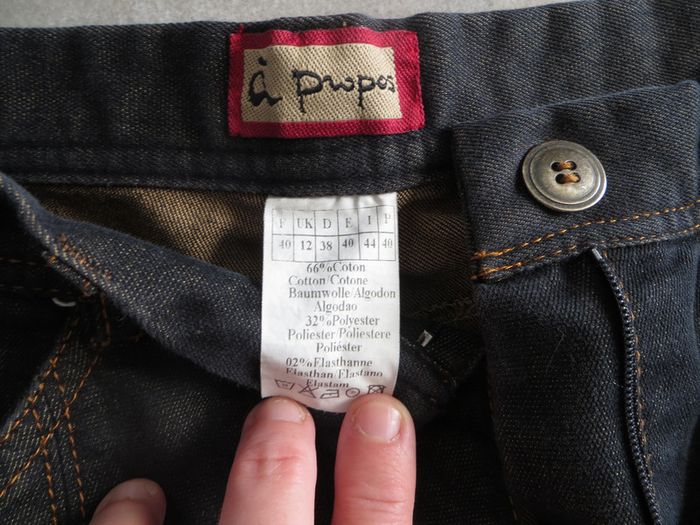 à propos
F UK D E I P
40 12 38 40 44 40
66%Coton
Cotton/Cotone
Baumwolle/Algodon
Algodao
32%Polyester
Poliester/Poliestere
Poliéster
02%Elasthanne
Elasthan/Elastano
Elastam